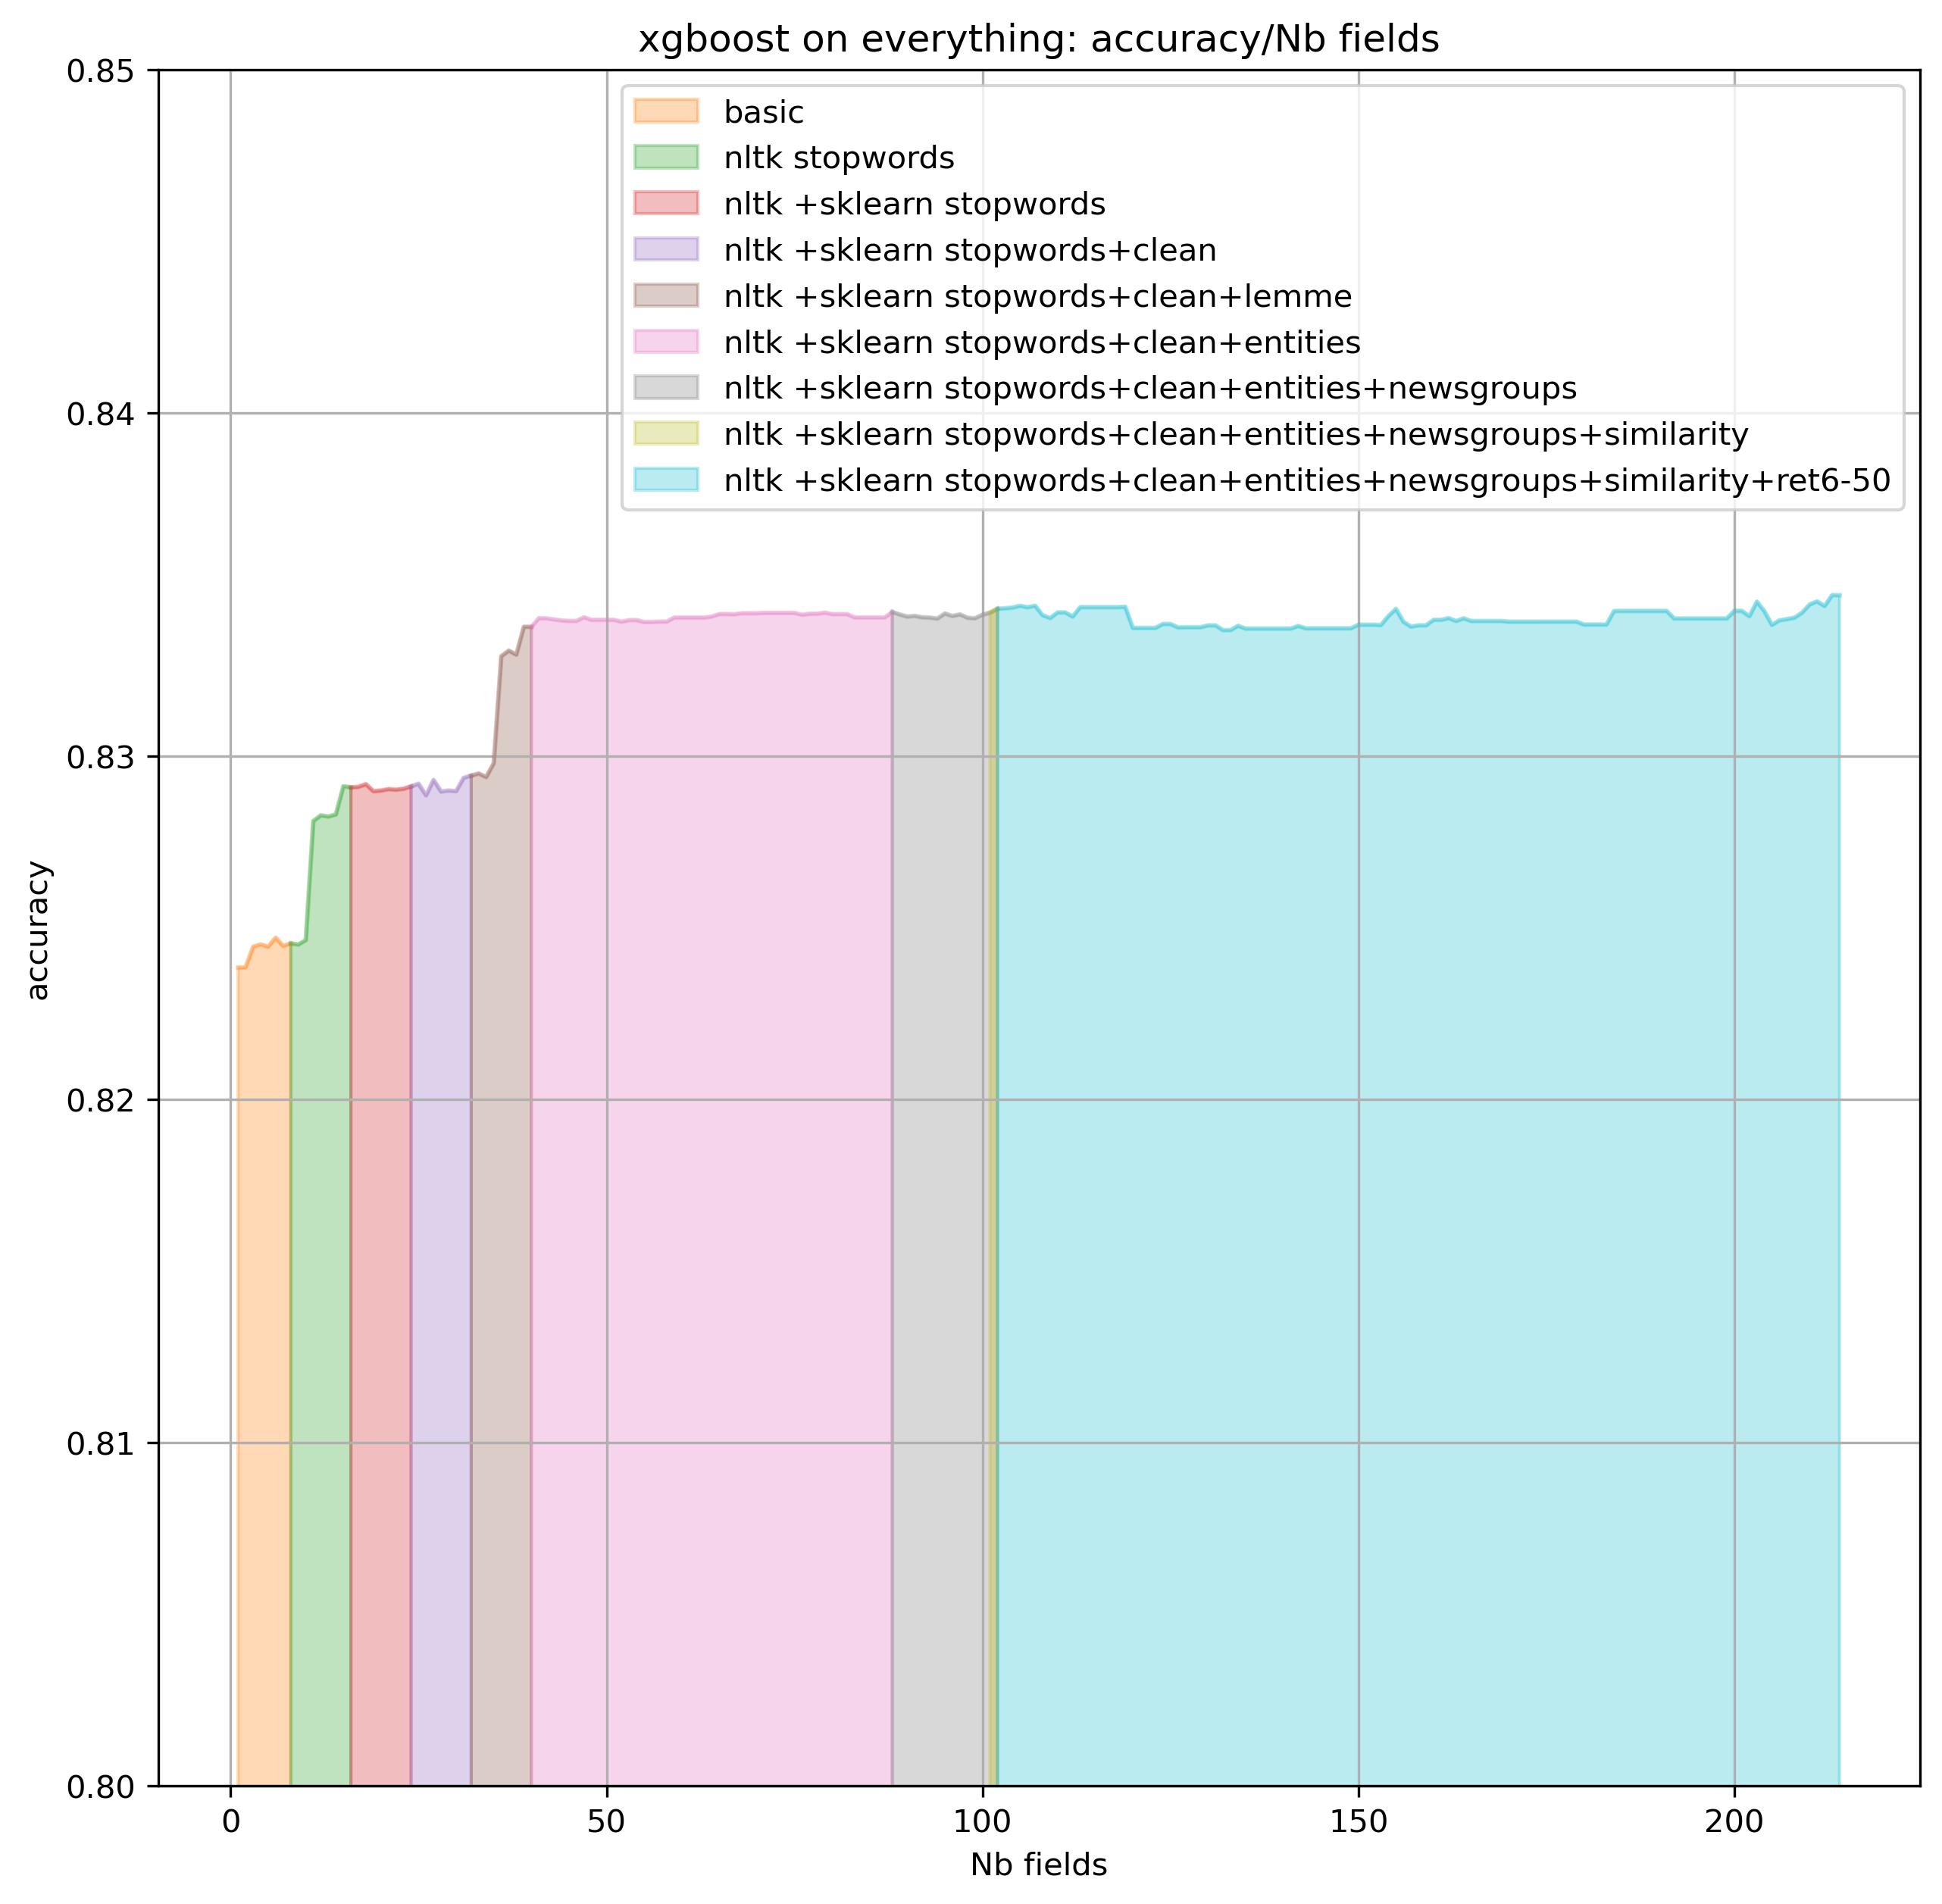 xgboost on everything: accuracy/Nb fields
0.85
0.84
0.83
0.82
0.81
0.80
accuracy
basic
nltk stopwords
nltk +sklearn stopwords
nltk +sklearn stopwords+clean
nltk +sklearn stopwords+clean+lemme
nltk +sklearn stopwords+clean+entities
nltk +sklearn stopwords+clean+entities+newsgroups
nltk +sklearn stopwords+clean+entities+newsgroups+similarity
nltk +sklearn stopwords+clean+entities+newsgroups+similarity+ret6-50
0 50 100 150 200
Nb fields